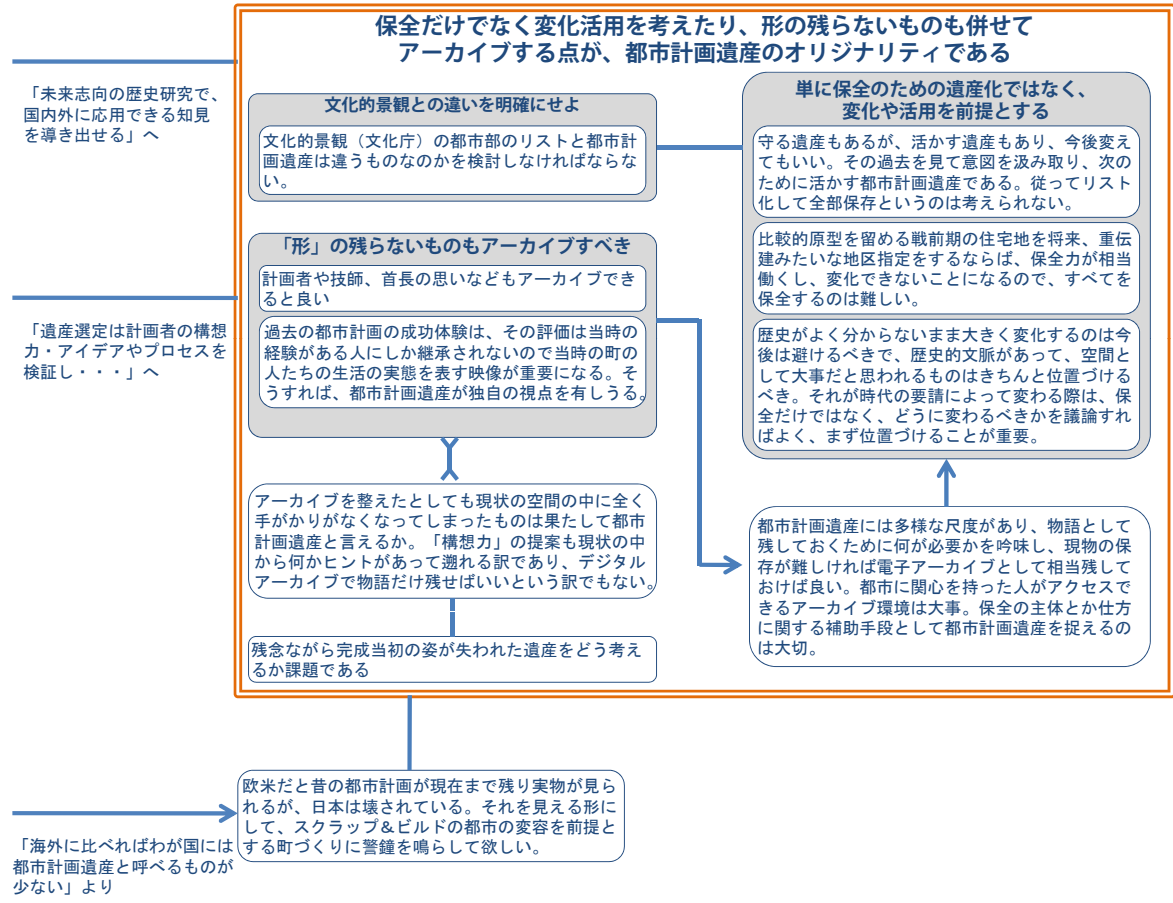 保全だけでなく変化活用を考えたり、形の残らないものも併せて
アーカイブする点が、都市計画遺産のオリジナリティである
「未来志向の歴史研究で、
国内外に応用できる知見
を導き出せる」へ
文化的景観との違いを明確にせよ
文化的景観（文化庁）の都市部のリストと都市計
画遺産は違うものなのかを検討しなければならな
い。
単に保全のための遺産化ではなく、
変化や活用を前提とする
守る遺産もあるが、活かす遺産もあり、今後変え
てもいい。その過去を見て意図を汲み取り、次の
ために活かす都市計画遺産である。従ってリスト
化して全部保存というのは考えられない。
比較的原型を留める戦前期の住宅地を将来、重伝
建みたいな地区指定をするならば、保全力が相当
働くし、変化できないことになるので、すべてを
保全するのは難しい。
歴史がよく分からないまま大きく変化するのは今
後は避けるべきで、歴史的文脈があって、空間と
して大事だと思われるものはきちんと位置づける
べき。それが時代の要請によって変わる際は、保
全だけではなく、どうに変わるべきかを議論すれ
ばよく、まず位置づけることが重要。
「形」の残らないものもアーカイブすべき
計画者や技師、首長の思いなどもアーカイブでき
ると良い
過去の都市計画の成功体験は、その評価は当時の
経験がある人にしか継承されないので当時の町の
人たちの生活の実態を表す映像が重要になる。そ
うすれば、都市計画遺産が独自の視点を有しうる。
「遺産選定は計画者の構想
力・アイデアやプロセスを
検証し・・・」へ
アーカイブを整えたとしても現状の空間の中に全く
手がかりがなくなってしまったものは果たして都市
計画遺産と言えるか。「構想力」の提案も現状の中
から何かヒントがあって遡れる訳であり、デジタル
アーカイブで物語だけ残せばいいという訳でもない。
残念ながら完成当初の姿が失われた遺産をどう考え
るか課題である
都市計画遺産には多様な尺度があり、物語として
残しておくために何が必要かを吟味し、現物の保
存が難しければ電子アーカイブとして相当残して
おけば良い。都市に関心を持った人がアクセスで
きるアーカイブ環境は大事。保全の主体とか仕方
に関する補助手段として都市計画遺産を捉えるの
は大切。
欧米だと昔の都市計画が現在まで残り実物が見ら
れるが、日本は壊されている。それを見える形に
して、スクラップ＆ビルドの都市の変容を前提と
する町づくりに警鐘を鳴らして欲しい。
「海外に比べればわが国には
都市計画遺産と呼べるものが
少ない」より